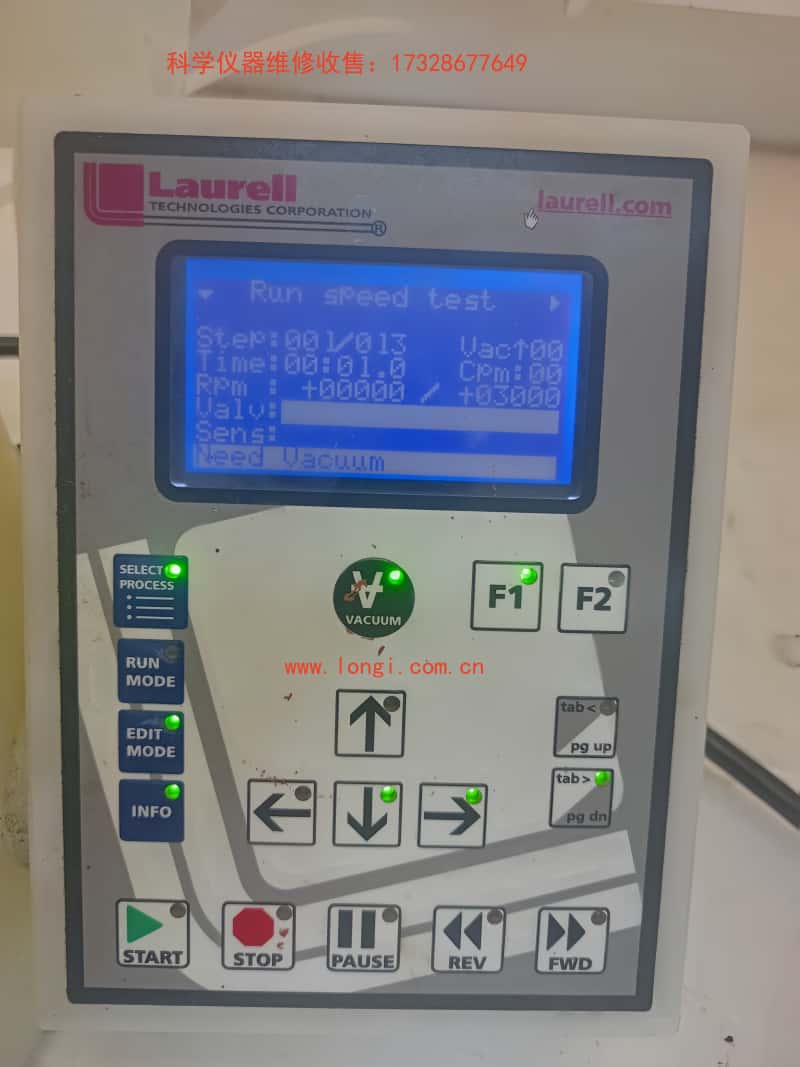 科学仪器维修收售：17328677649
Laurell
TECHNOLOGIES CORPORATION ®
laurell.com
Run speed test
Step:001/013 Vac↑00
Time:00:01.0 Cpm:00
Rpm : +00000 / +03000
Valv:
Sens:
Need Vacuum
SELECT
PROCESS
VACUUM
F1
F2
RUN
MODE
www.longi.com.cn
EDIT
MODE
tab <
pg up
INFO
tab >
pg dn
START
STOP
PAUSE
REV
FWD